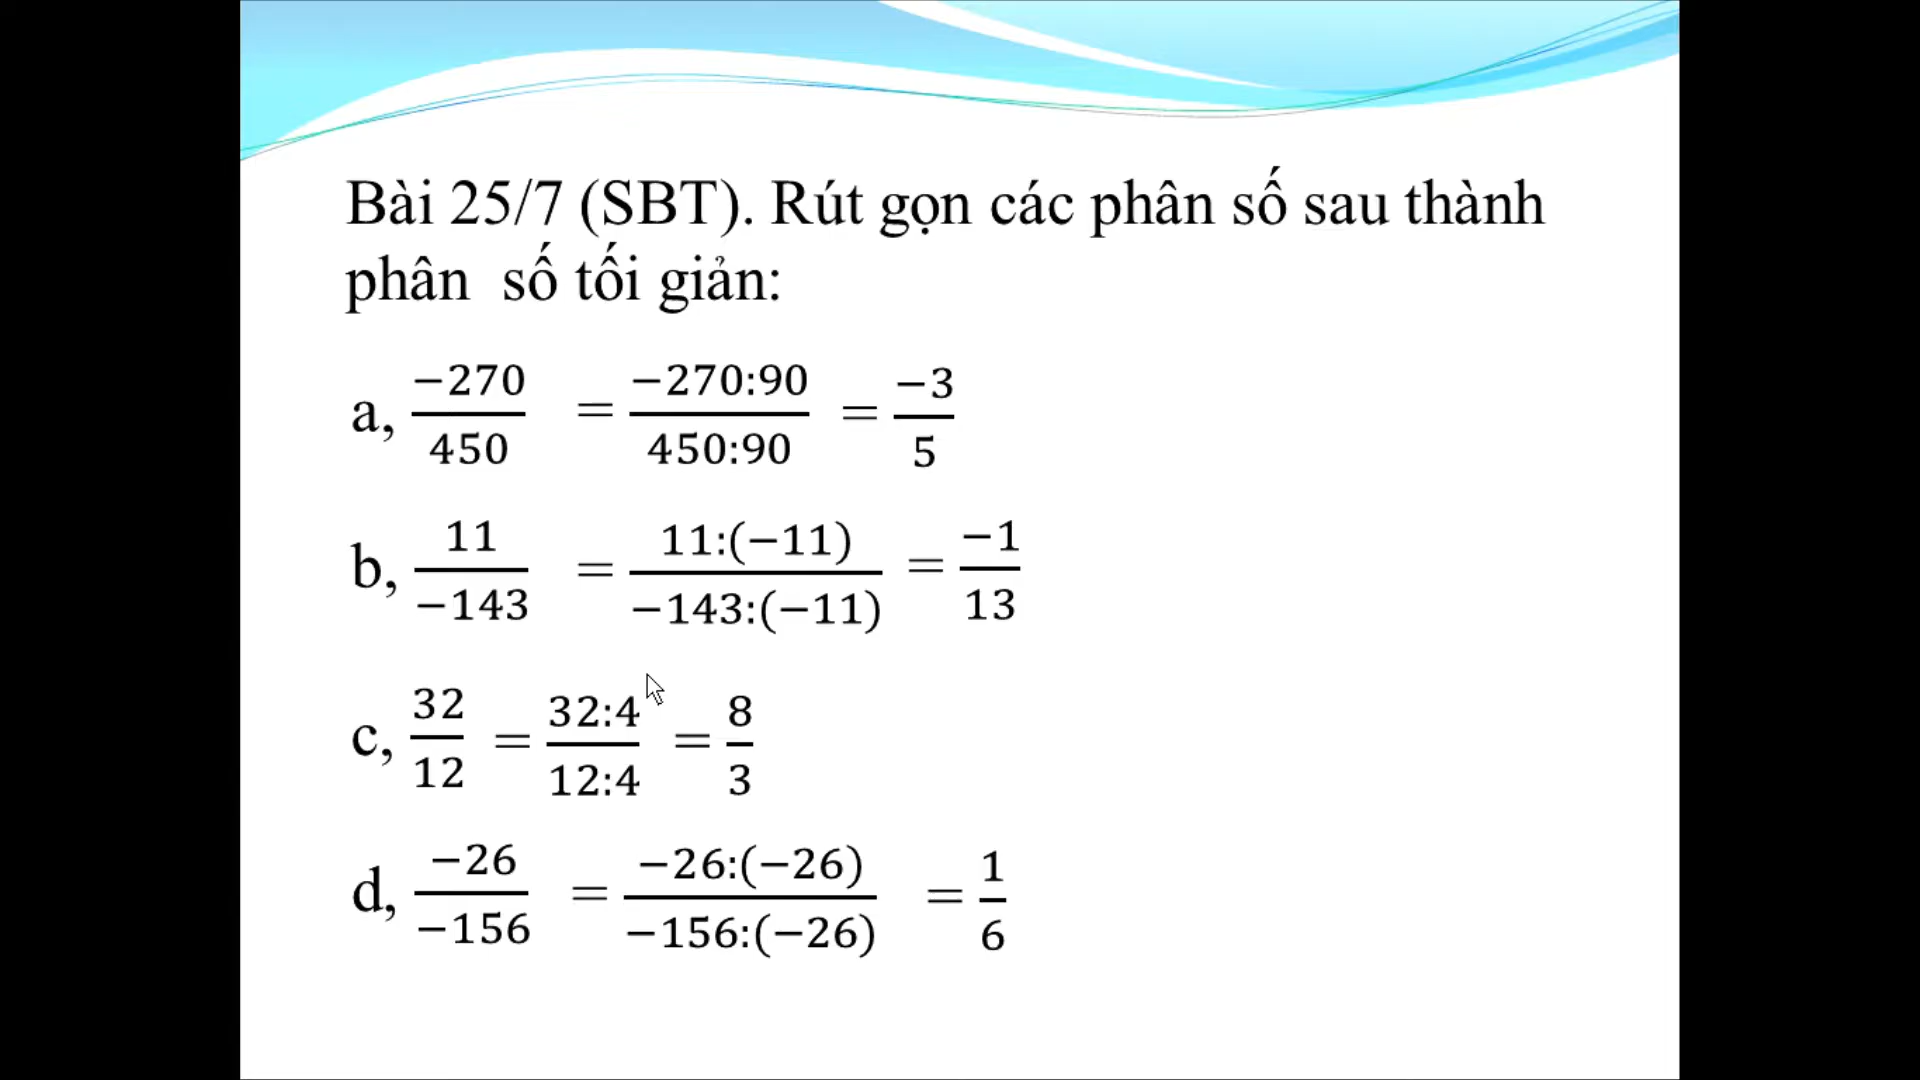 Bài 25/7 (SBT). Rút gọn các phân số sau thành
phân số tối giản:
a, −270/450 = −270:90/450:90 = −3/5
b, 11/−143 = 11:(−11)/−143:(−11) = −1/13
c, 32/12 = 32:4/12:4 = 8/3
d, −26/−156 = −26:(−26)/−156:(−26) = 1/6